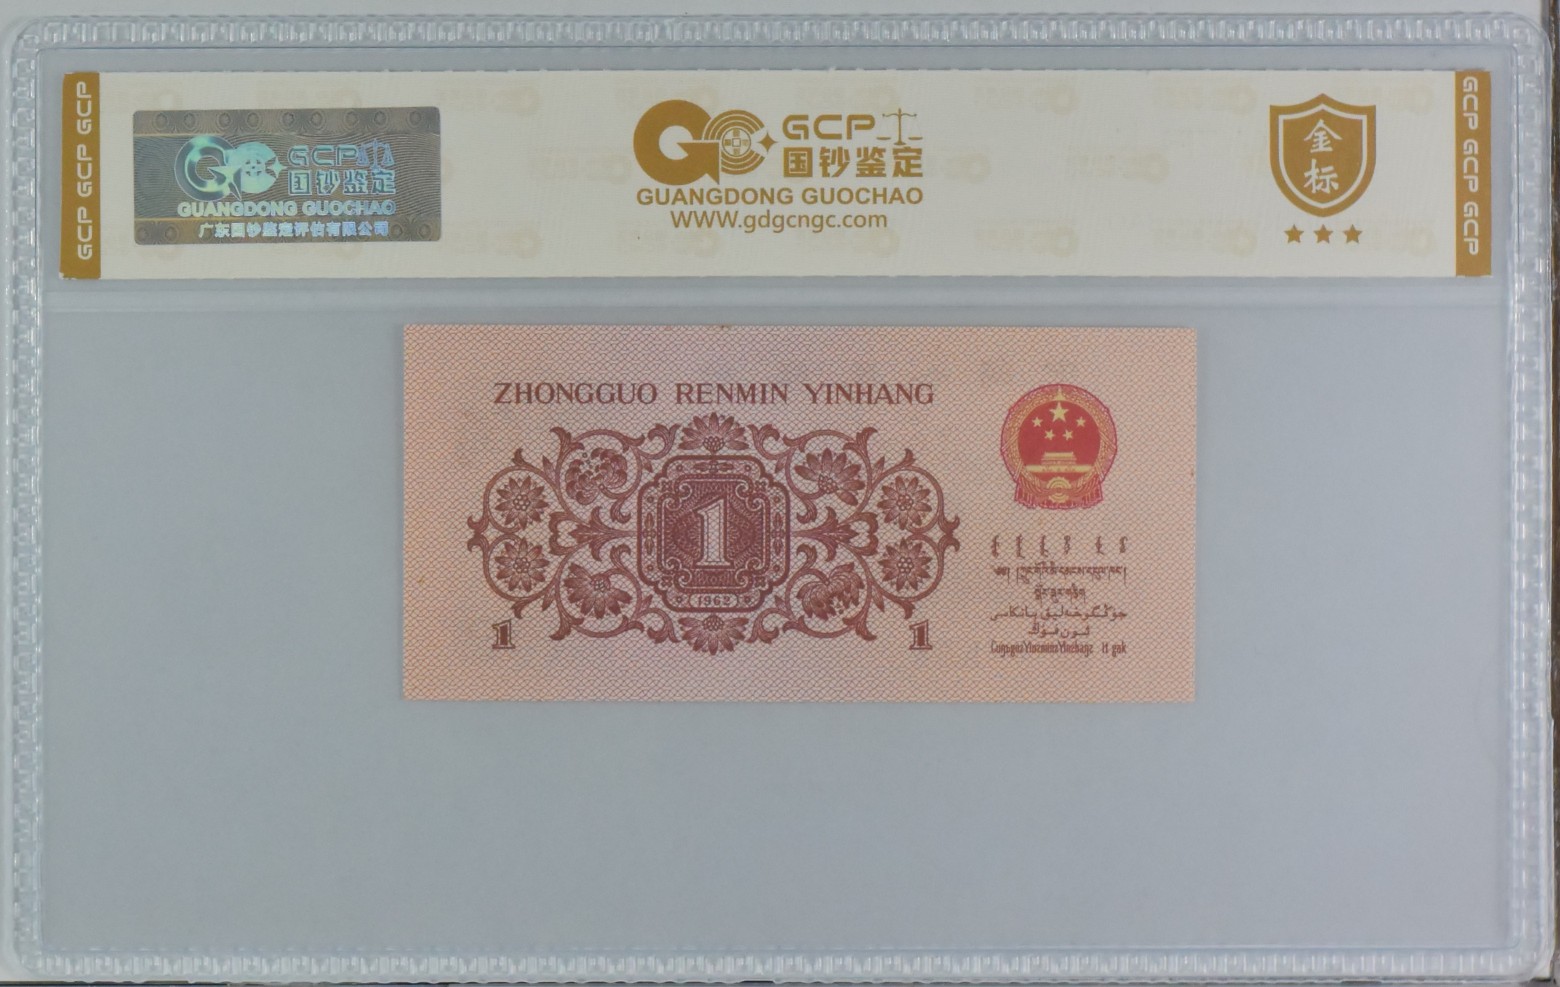 GCP GCP GCP
GCP
国钞鉴定
GUANGDONG GUOCHAO
广东国钞鉴定评估有限公司
GCP
国钞鉴定
GUANGDONG GUOCHAO
WWW.gdgcngc.com
金
标
GCP GCP GCP
ZHONGGUO RENMIN YINHANG
1
(1962)
1
1